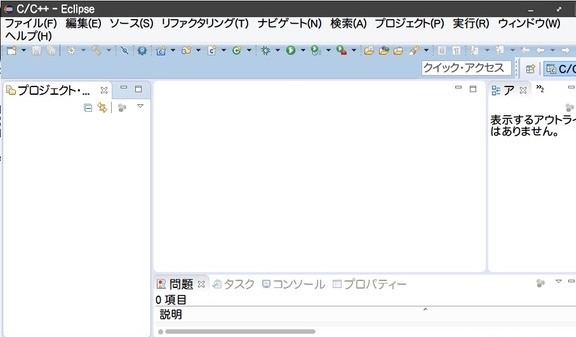 C/C++ - Eclipse
ファイル(F) 編集(E) ソース(S) リファクタリング(T) ナビゲート(N) 検索(A) プロジェクト(P) 実行(R) ウィンドウ(W)
ヘルプ(H)
クイック・アクセス
C/C
プロジェクト・...
ア
表示するアウトライ
はありません。
問題 タスク コンソール プロパティー
0 項目
説明